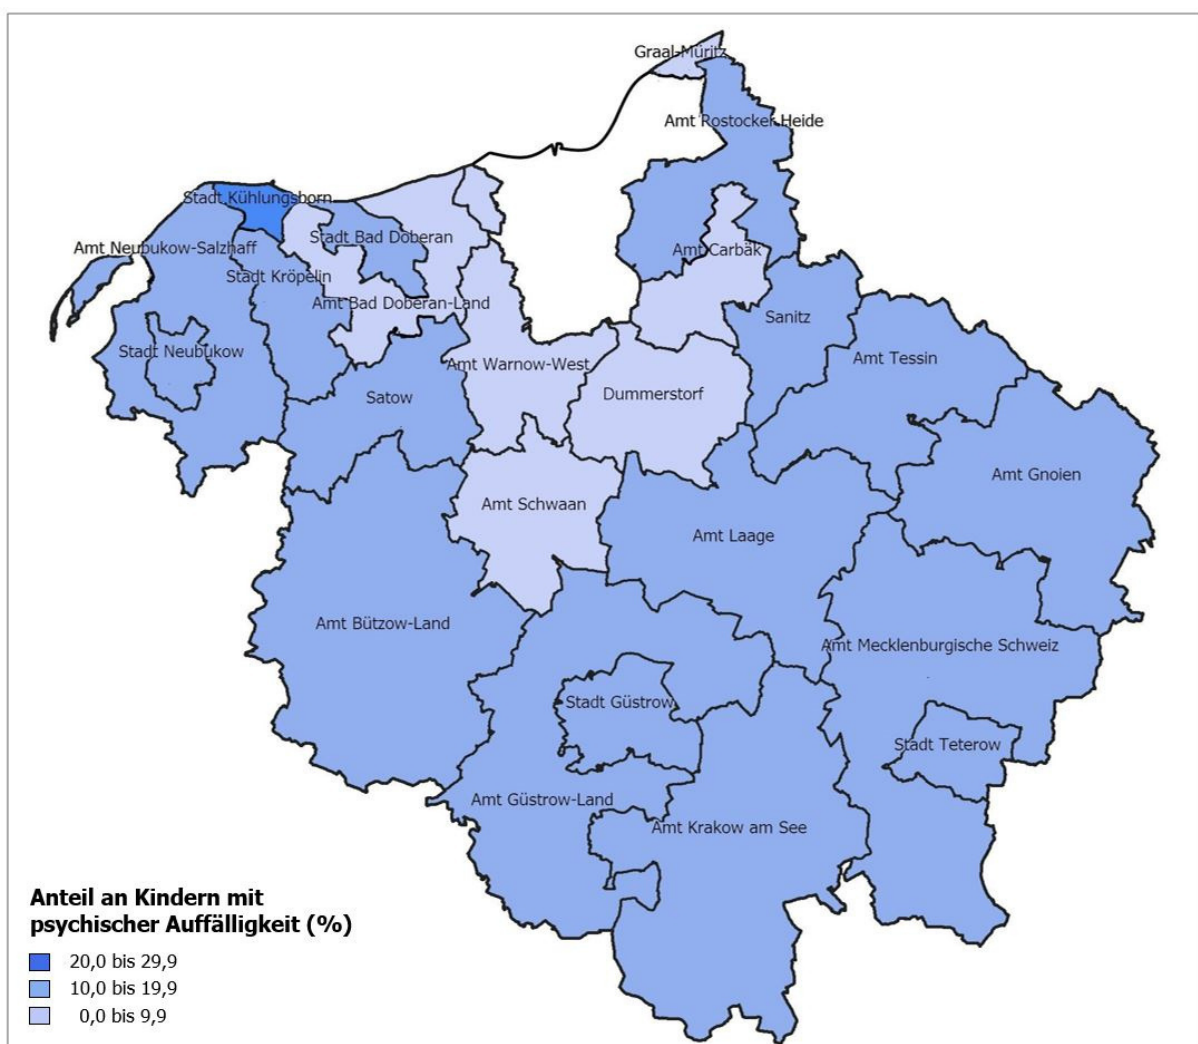 Graal-Müritz
Amt Rostocker Heide
Stadt Kühlungsborn
Stadt Bad Doberan
Amt Neubukow-Salzhaff
Amt Carbäk
Stadt Kröpelin
Amt Bad Doberan-Land
Sanitz
Stadt Neubukow
Amt Warnow-West
Amt Tessin
Satow
Dummerstorf
Amt Gnoien
Amt Schwaan
Amt Laage
Amt Bützow-Land
Amt Mecklenburgische Schweiz
Stadt Güstrow
Stadt Teterow
Amt Güstrow-Land
Amt Krakow am See
Anteil an Kindern mit
psychischer Auffälligkeit (%)
20,0 bis 29,9
10,0 bis 19,9
0,0 bis 9,9